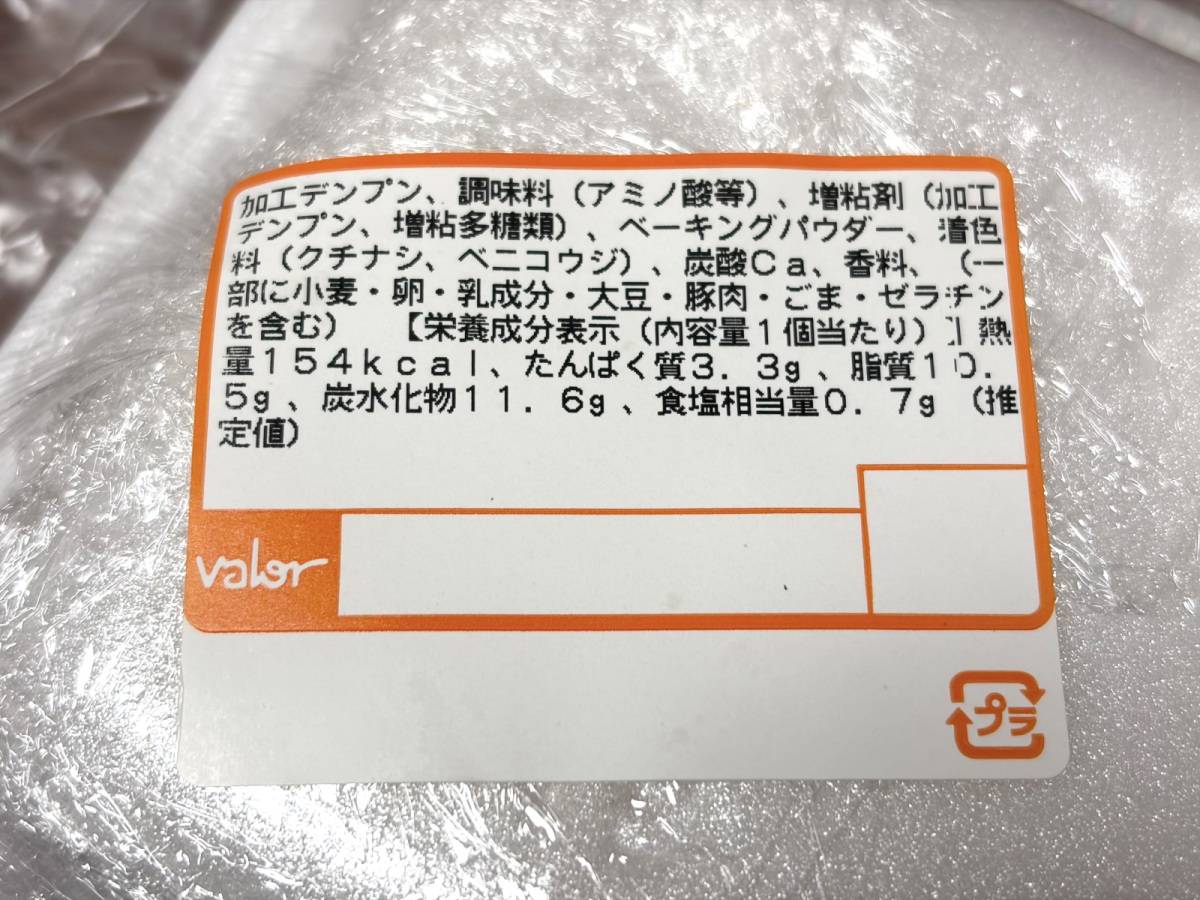 加工デンプン、調味料（アミノ酸等）、増粘剤（加工
デンプン、増粘多糖類）、ベーキングパウダー、着色
料（クチナシ、ベニコウジ）、炭酸Ｃａ、香料、（一
部に小麦・卵・乳成分・大豆・豚肉・ごま・ゼラチン
を含む）　【栄養成分表示（内容量１個当たり）】熱
量１５４ｋｃａｌ、たんぱく質３．３ｇ、脂質１０．
５ｇ、炭水化物１１．６ｇ、食塩相当量０．７ｇ（推
定値）
valor
プラ